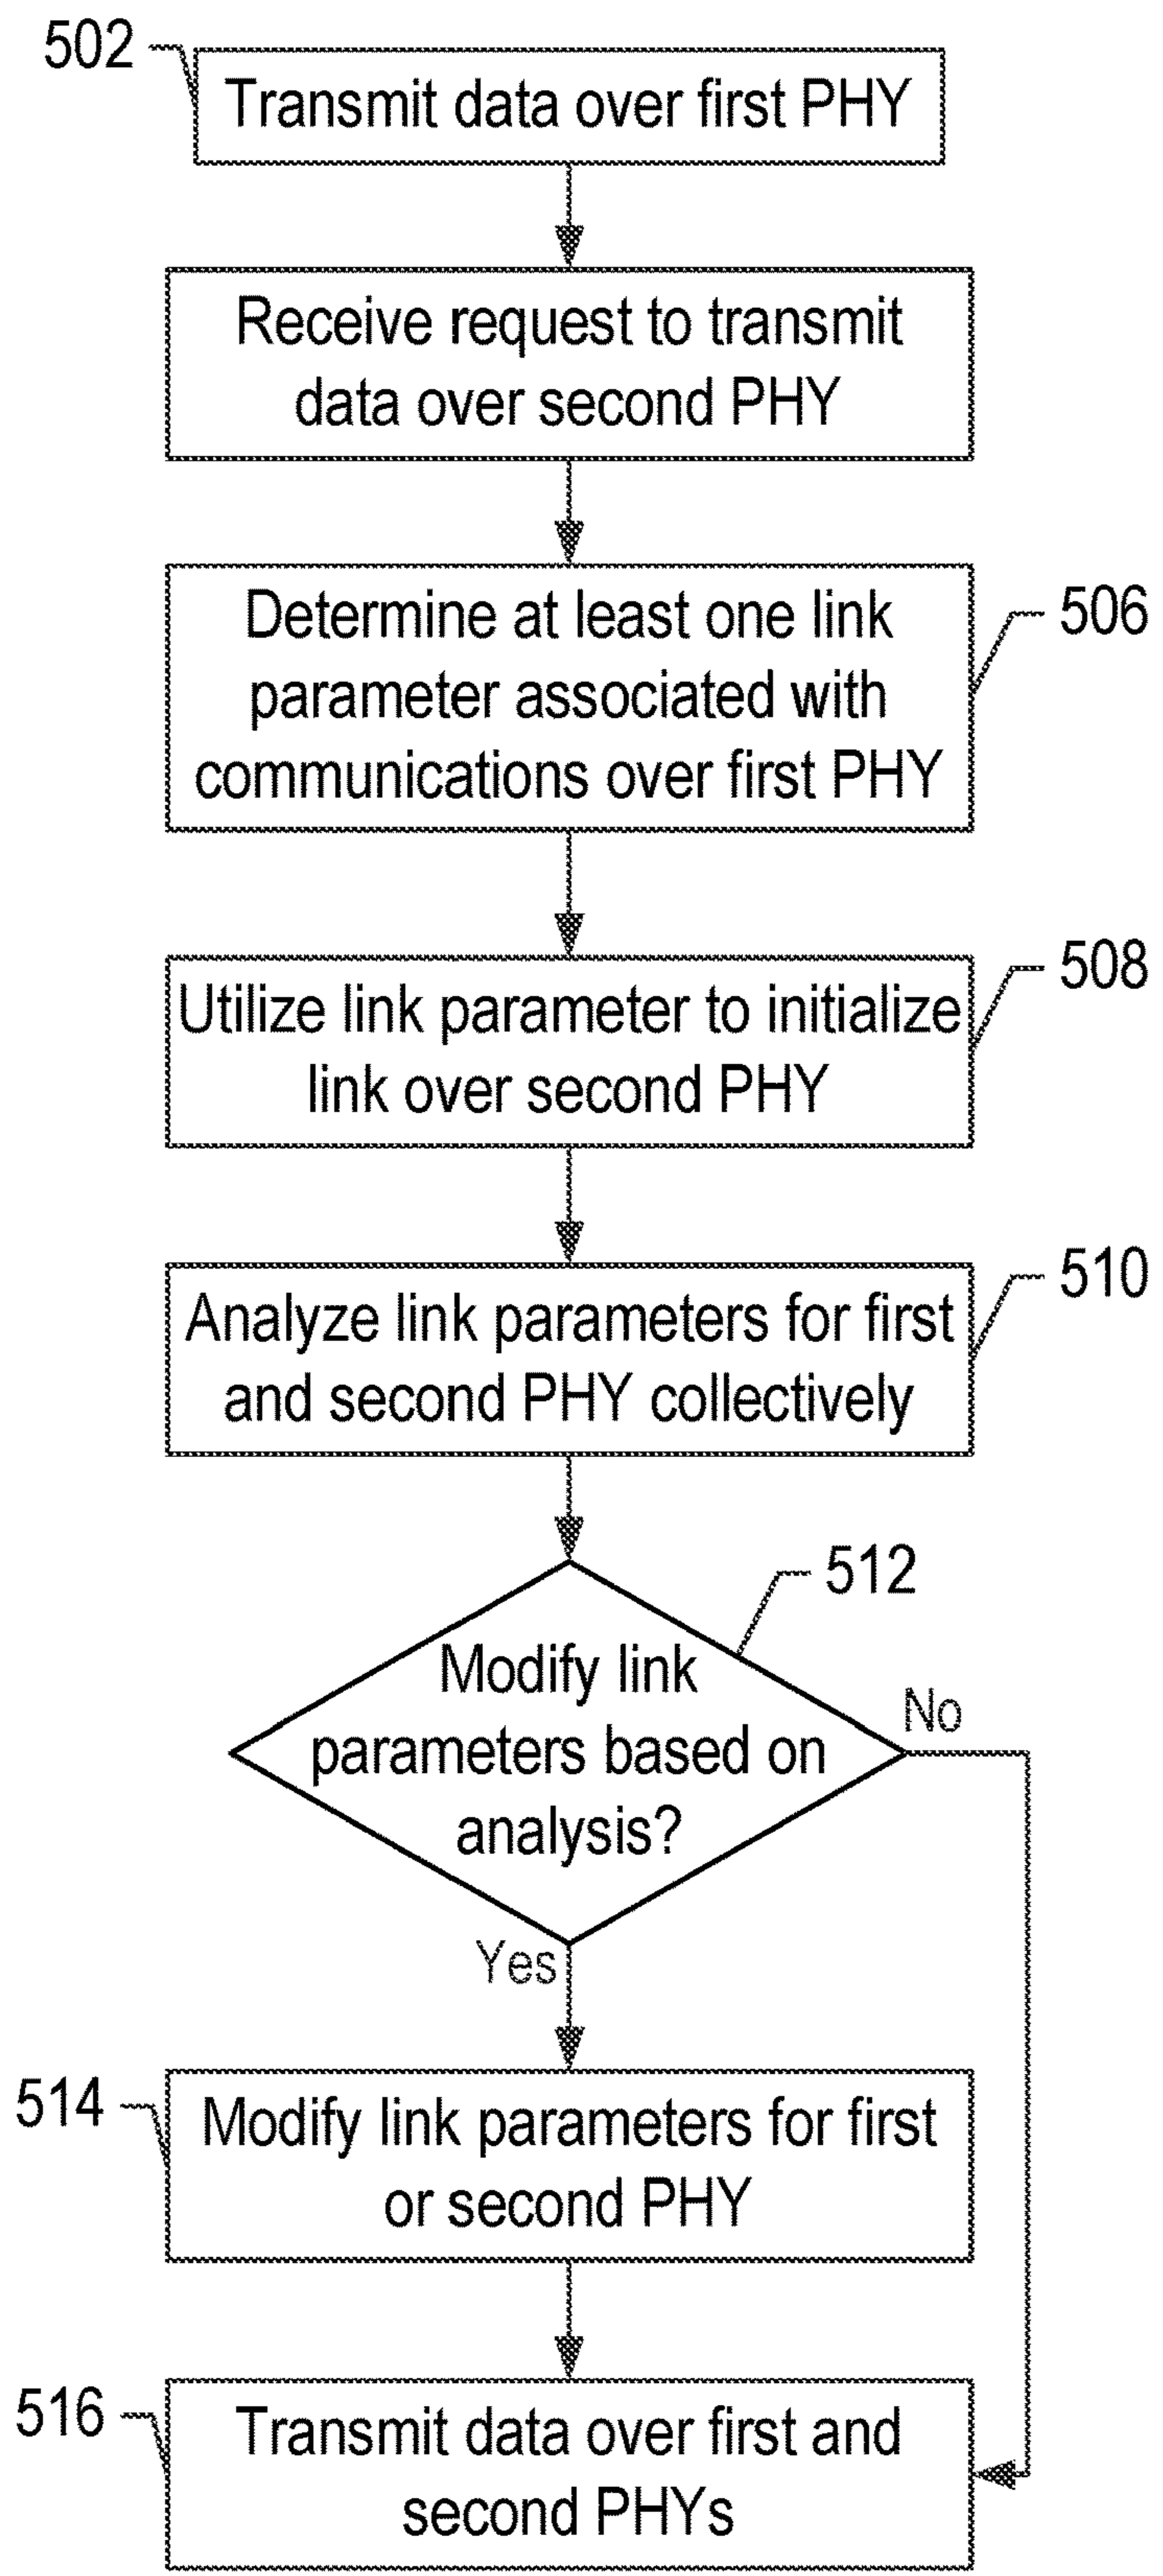 502
Transmit data over first PHY
Receive request to transmit
data over second PHY
Determine at least one link
parameter associated with
communications over first PHY
506
Utilize link parameter to initialize
link over second PHY
508
Analyze link parameters for first
and second PHY collectively
510
512
Modify link
parameters based on
analysis?
No
Yes
514
Modify link parameters for first
or second PHY
516
Transmit data over first and
second PHYs